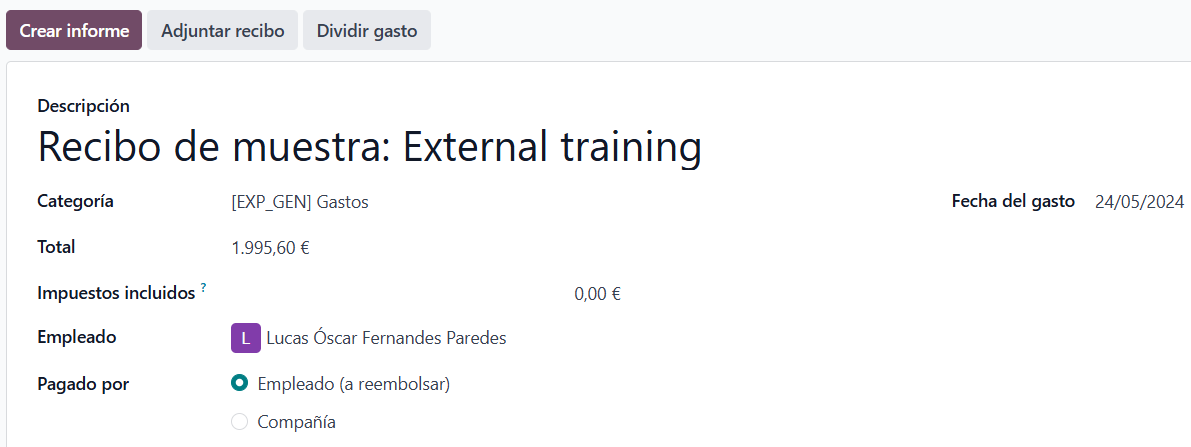 Crear informe Adjuntar recibo Dividir gasto
Descripción
Recibo de muestra: External training
Categoría [EXP_GEN] Gastos Fecha del gasto 24/05/2024
Total 1.995,60 €
Impuestos incluidos ? 0,00 €
Empleado L Lucas Óscar Fernandes Paredes
Pagado por Empleado (a reembolsar)
Compañía